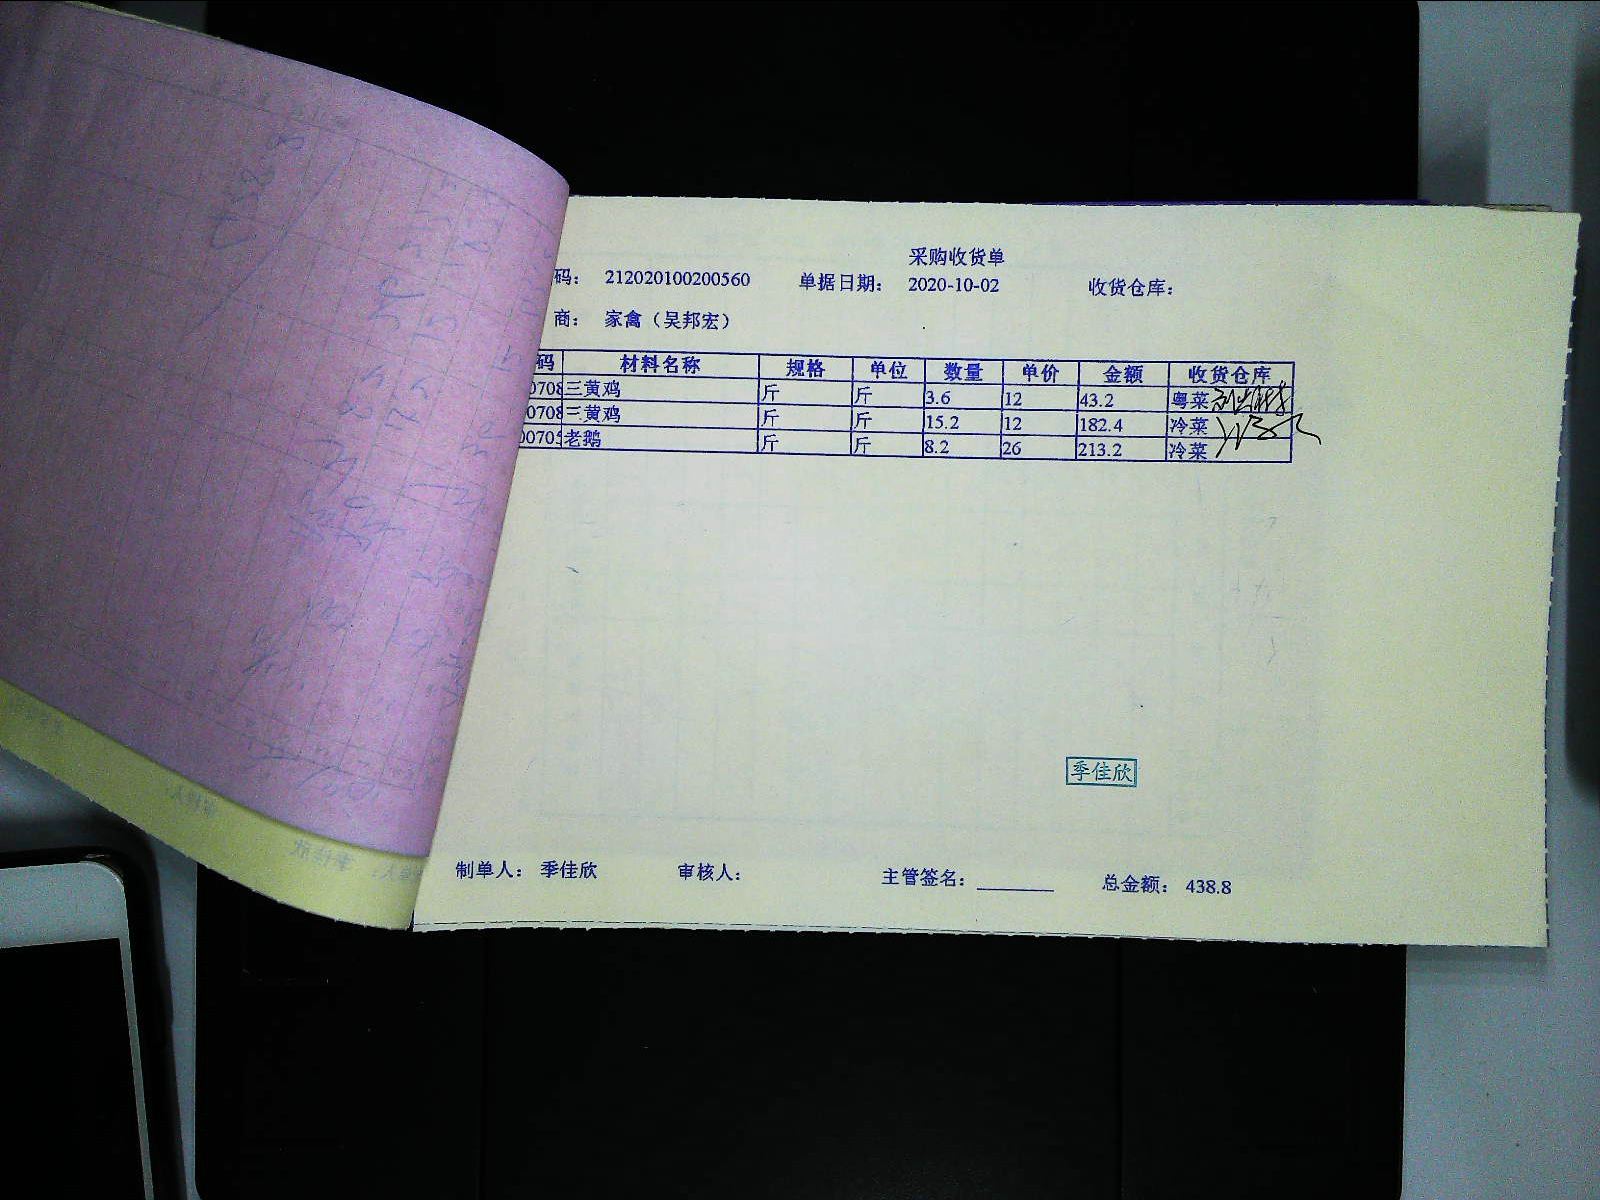 采购收货单
码： 212020100200560 单据日期： 2020-10-02 收货仓库：
商： 家禽（吴邦宏）
码 材料名称 规格 单位 数量 单价 金额 收货仓库
0708 三黄鸡 斤 斤 3.6 12 43.2 粤菜
0708 三黄鸡 斤 斤 15.2 12 182.4 冷菜
00705 老鹅 斤 斤 8.2 26 213.2 冷菜
季佳欣
制单人： 季佳欣 审核人： 主管签名：______ 总金额： 438.8